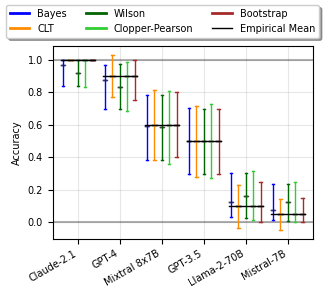 Bayes Wilson Bootstrap
CLT Clopper-Pearson Empirical Mean
Accuracy
1.0
0.8
0.6
0.4
0.2
0.0
Claude-2.1
GPT-4
Mixtral 8x7B
GPT-3.5
Llama-2-70B
Mistral-7B